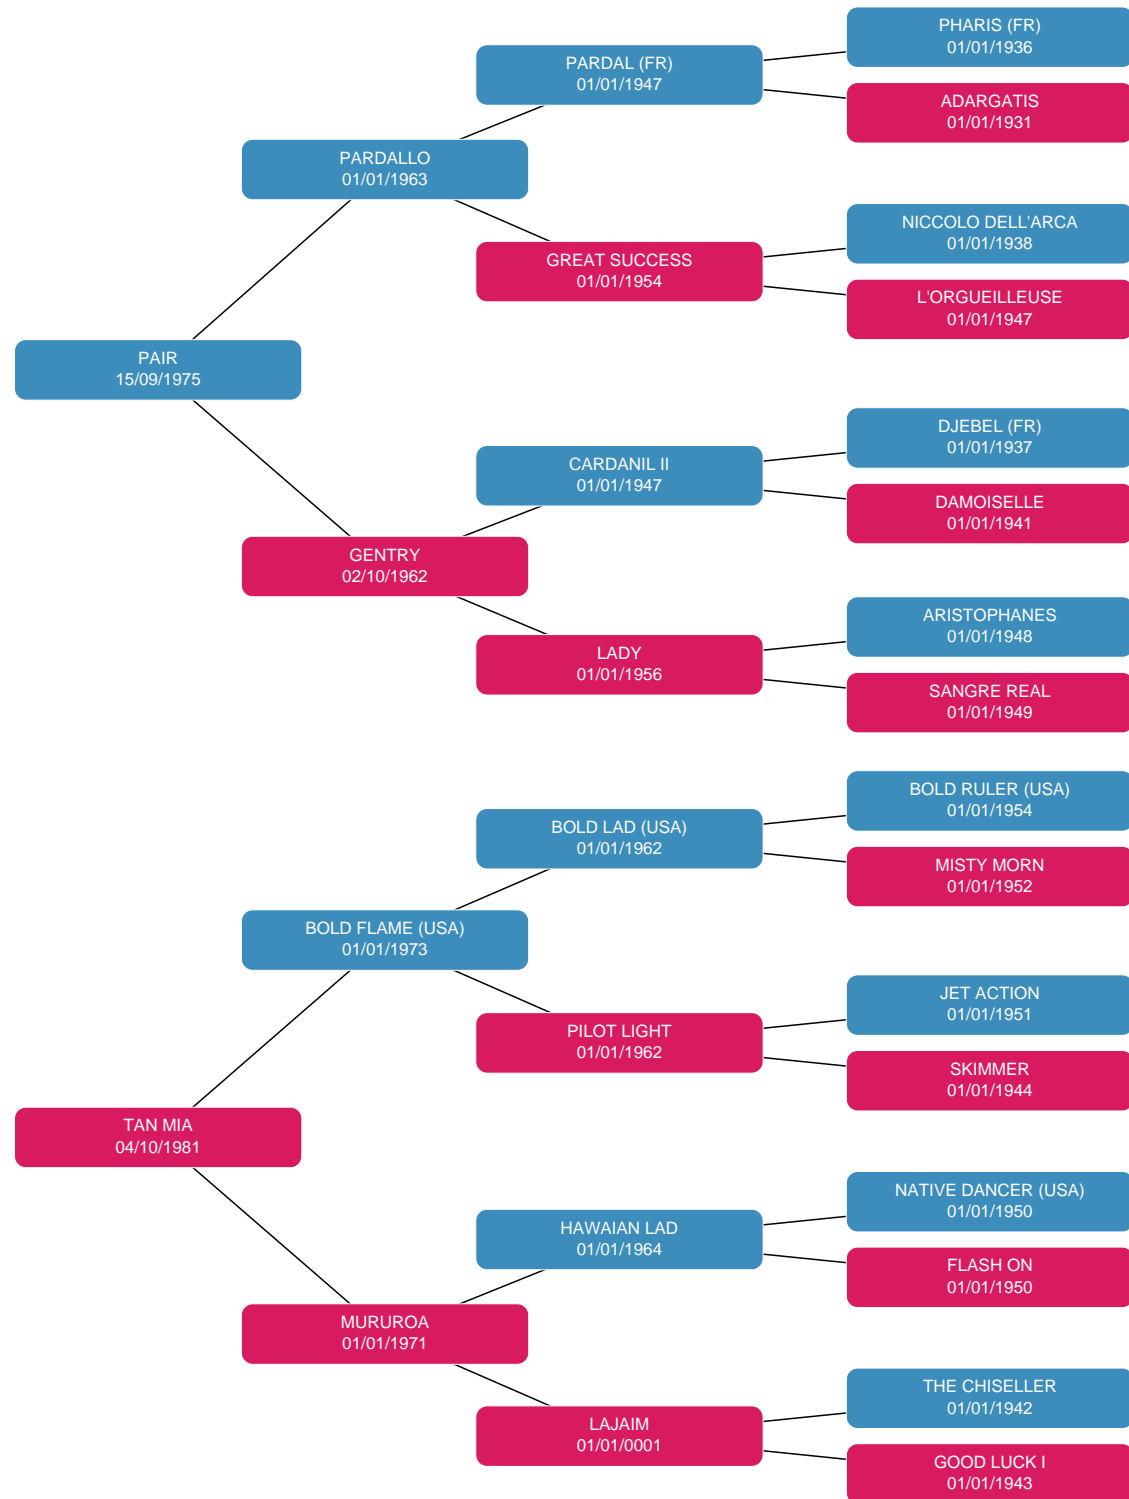 PHARIS (FR)
01/01/1936
PARDAL (FR)
01/01/1947
ADARGATIS
01/01/1931
PARDALLO
01/01/1963
NICCOLO DELL'ARCA
01/01/1938
GREAT SUCCESS
01/01/1954
L'ORGUEILLEUSE
01/01/1947
PAIR
15/09/1975
DJEBEL (FR)
01/01/1937
CARDANIL II
01/01/1947
DAMOISELLE
01/01/1941
GENTRY
02/10/1962
ARISTOPHANES
01/01/1948
LADY
01/01/1956
SANGRE REAL
01/01/1949
BOLD RULER (USA)
01/01/1954
BOLD LAD (USA)
01/01/1962
MISTY MORN
01/01/1952
BOLD FLAME (USA)
01/01/1973
JET ACTION
01/01/1951
PILOT LIGHT
01/01/1962
SKIMMER
01/01/1944
TAN MIA
04/10/1981
NATIVE DANCER (USA)
01/01/1950
HAWAIAN LAD
01/01/1964
FLASH ON
01/01/1950
MURUROA
01/01/1971
THE CHISELLER
01/01/1942
LAJAIM
01/01/0001
GOOD LUCK I
01/01/1943